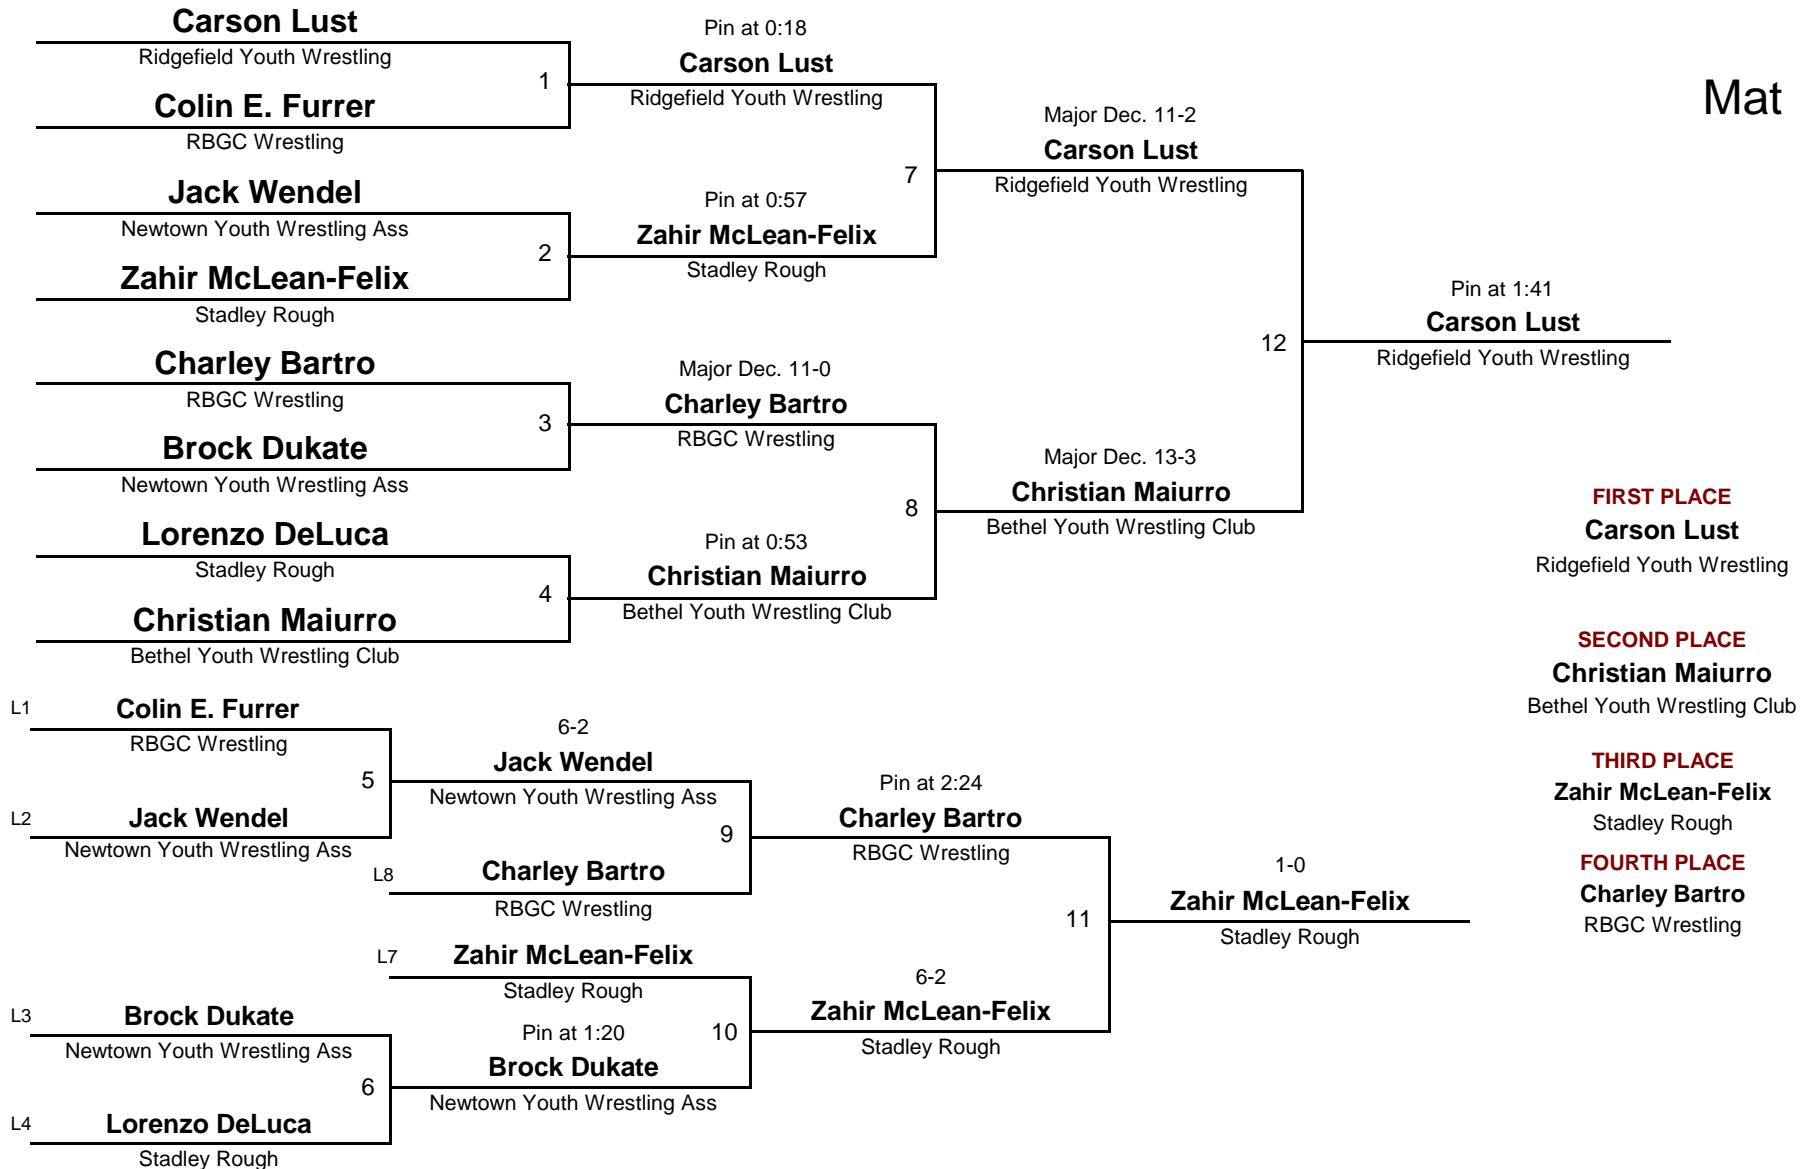 Carson Lust
Ridgefield Youth Wrestling
1
Colin E. Furrer
RBGC Wrestling
Jack Wendel
Newtown Youth Wrestling Ass
2
Zahir McLean-Felix
Stadley Rough
Charley Bartro
RBGC Wrestling
3
Brock Dukate
Newtown Youth Wrestling Ass
Lorenzo DeLuca
Stadley Rough
4
Christian Maiurro
Bethel Youth Wrestling Club
Pin at 0:18
Carson Lust
Ridgefield Youth Wrestling
7
Pin at 0:57
Zahir McLean-Felix
Stadley Rough
Major Dec. 11-0
Charley Bartro
RBGC Wrestling
8
Pin at 0:53
Christian Maiurro
Bethel Youth Wrestling Club
Major Dec. 11-2
Carson Lust
Ridgefield Youth Wrestling
12
Major Dec. 13-3
Christian Maiurro
Bethel Youth Wrestling Club
Pin at 1:41
Carson Lust
Ridgefield Youth Wrestling
Mat
FIRST PLACE
Carson Lust
Ridgefield Youth Wrestling
SECOND PLACE
Christian Maiurro
Bethel Youth Wrestling Club
THIRD PLACE
Zahir McLean-Felix
Stadley Rough
FOURTH PLACE
Charley Bartro
RBGC Wrestling
L1 Colin E. Furrer
RBGC Wrestling
5
L2 Jack Wendel
Newtown Youth Wrestling Ass
L3 Brock Dukate
Newtown Youth Wrestling Ass
6
L4 Lorenzo DeLuca
Stadley Rough
6-2
Jack Wendel
Newtown Youth Wrestling Ass
9
L8 Charley Bartro
RBGC Wrestling
L7 Zahir McLean-Felix
Stadley Rough
10
Pin at 1:20
Brock Dukate
Newtown Youth Wrestling Ass
Pin at 2:24
Charley Bartro
RBGC Wrestling
11
6-2
Zahir McLean-Felix
Stadley Rough
1-0
Zahir McLean-Felix
Stadley Rough